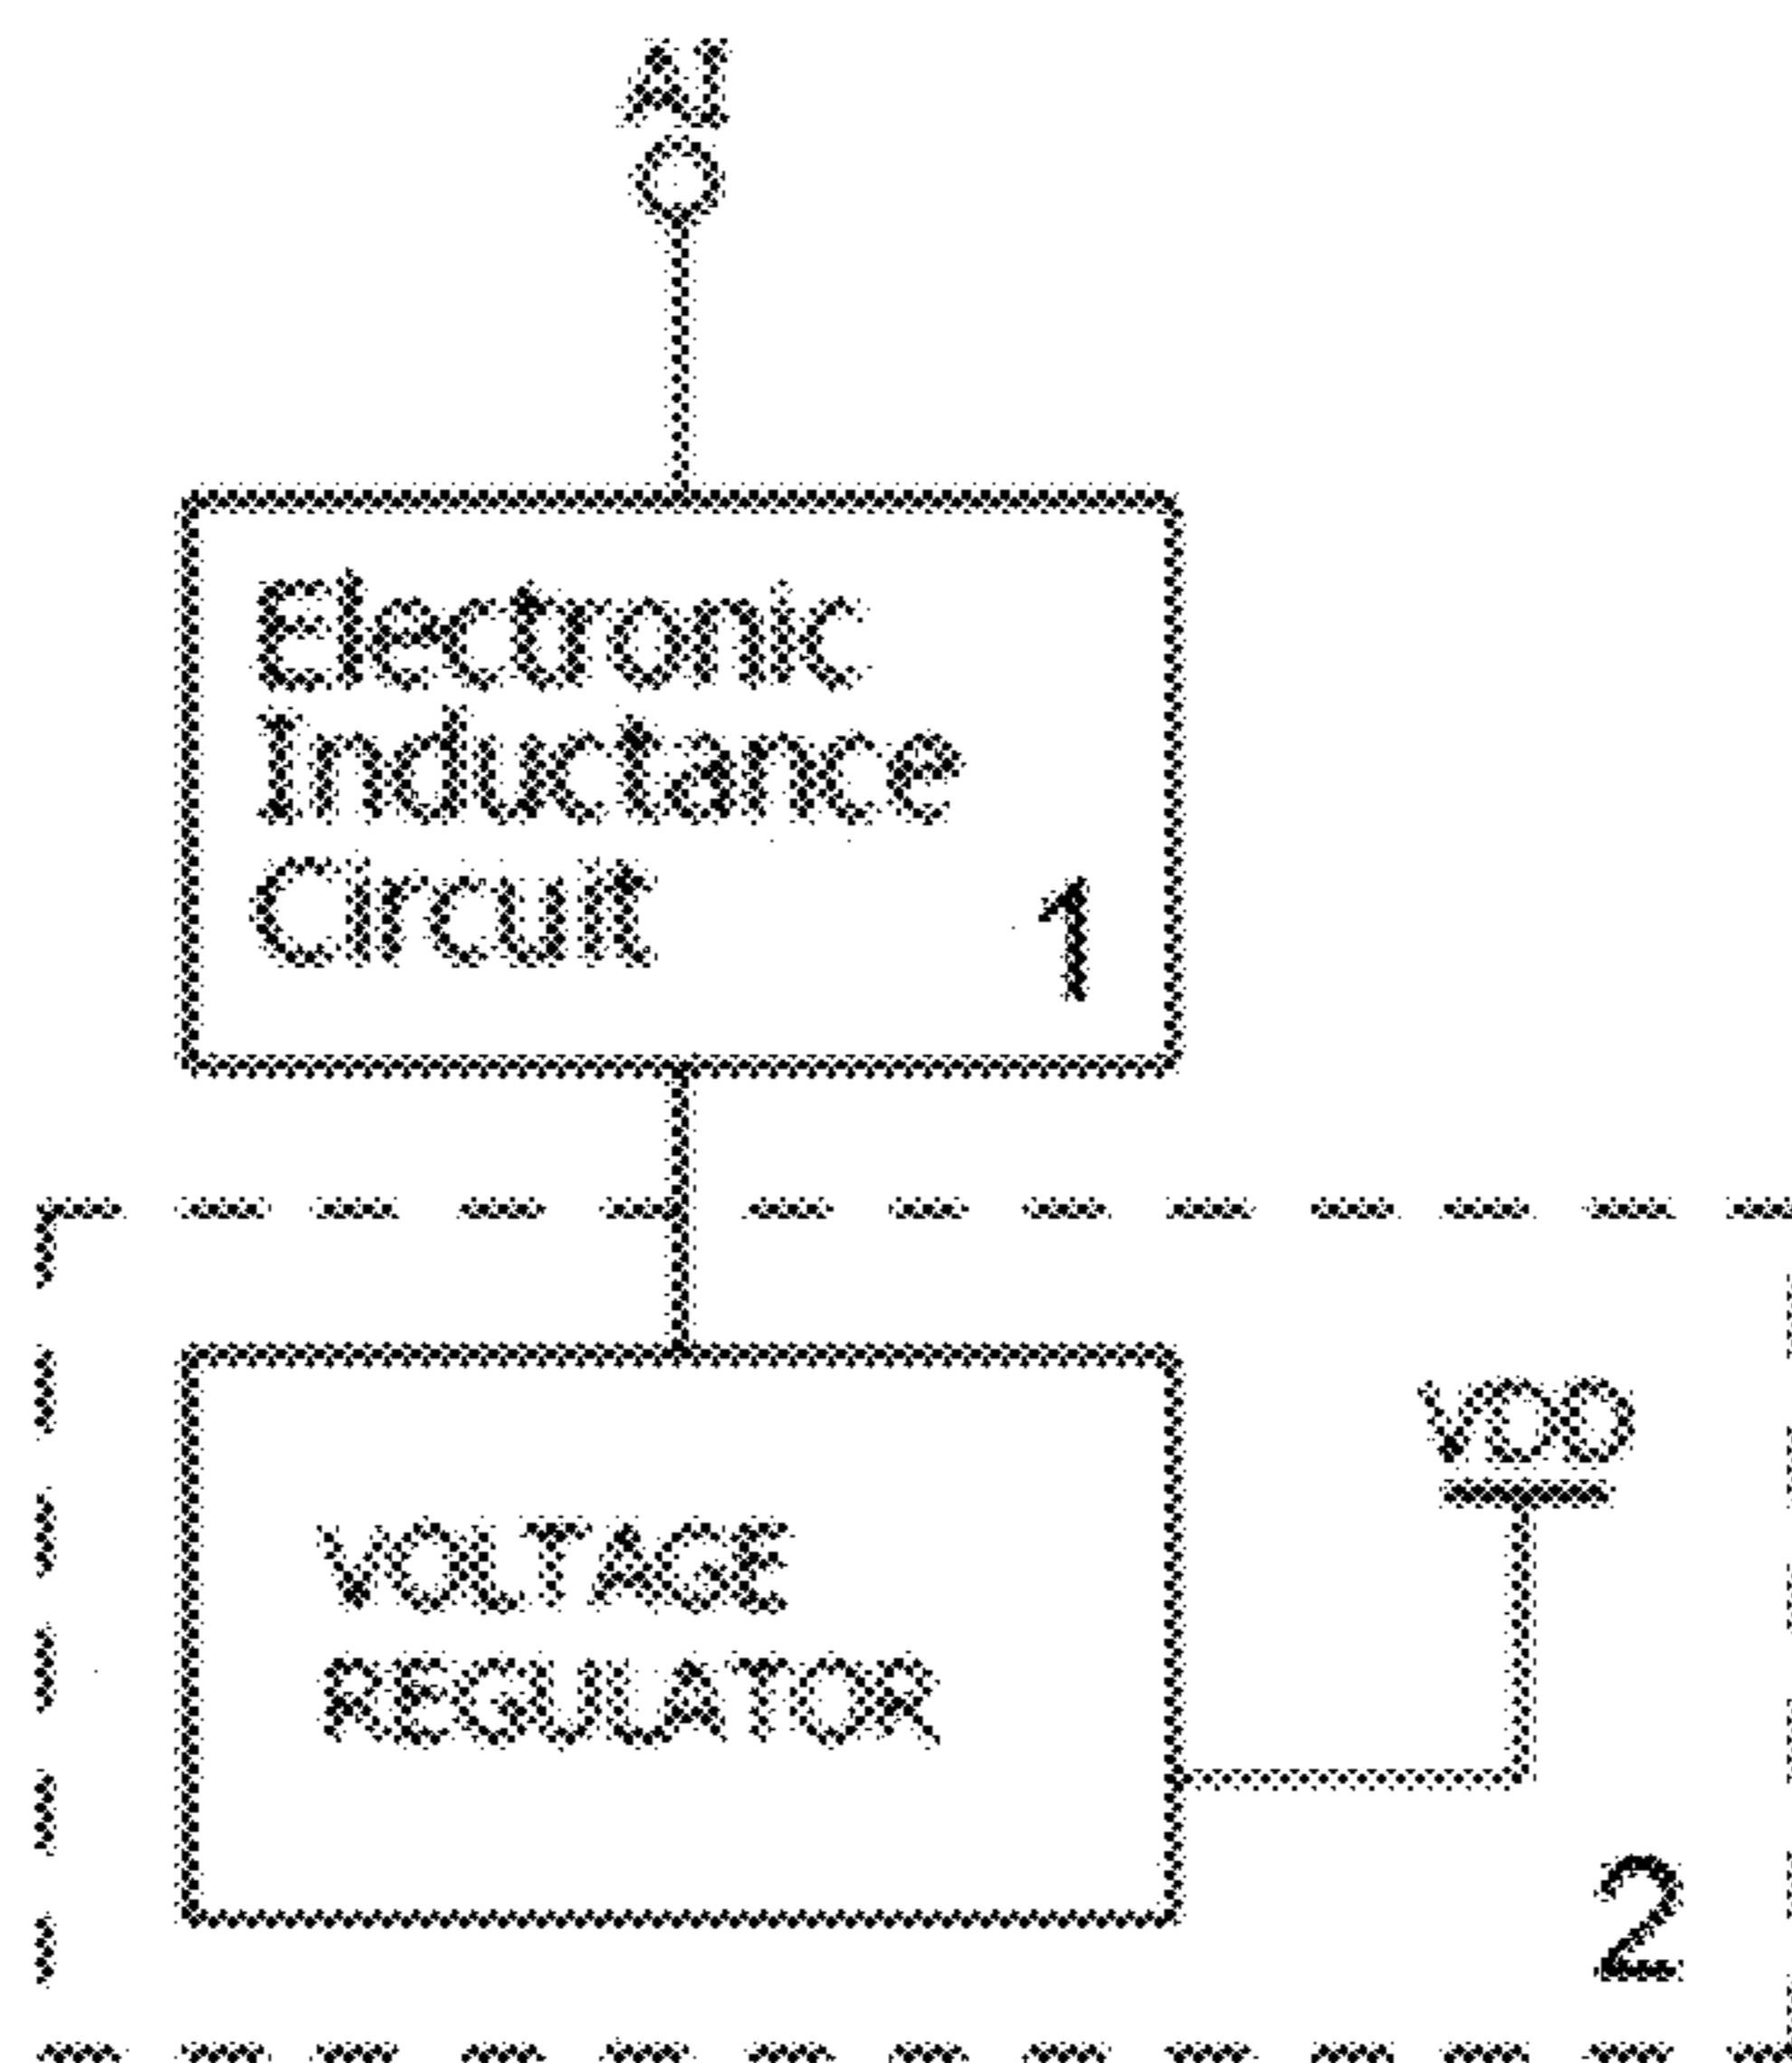 AI
Electronic
Inductance
Circuit
1
VDD
VOLTAGE
REGULATOR
2